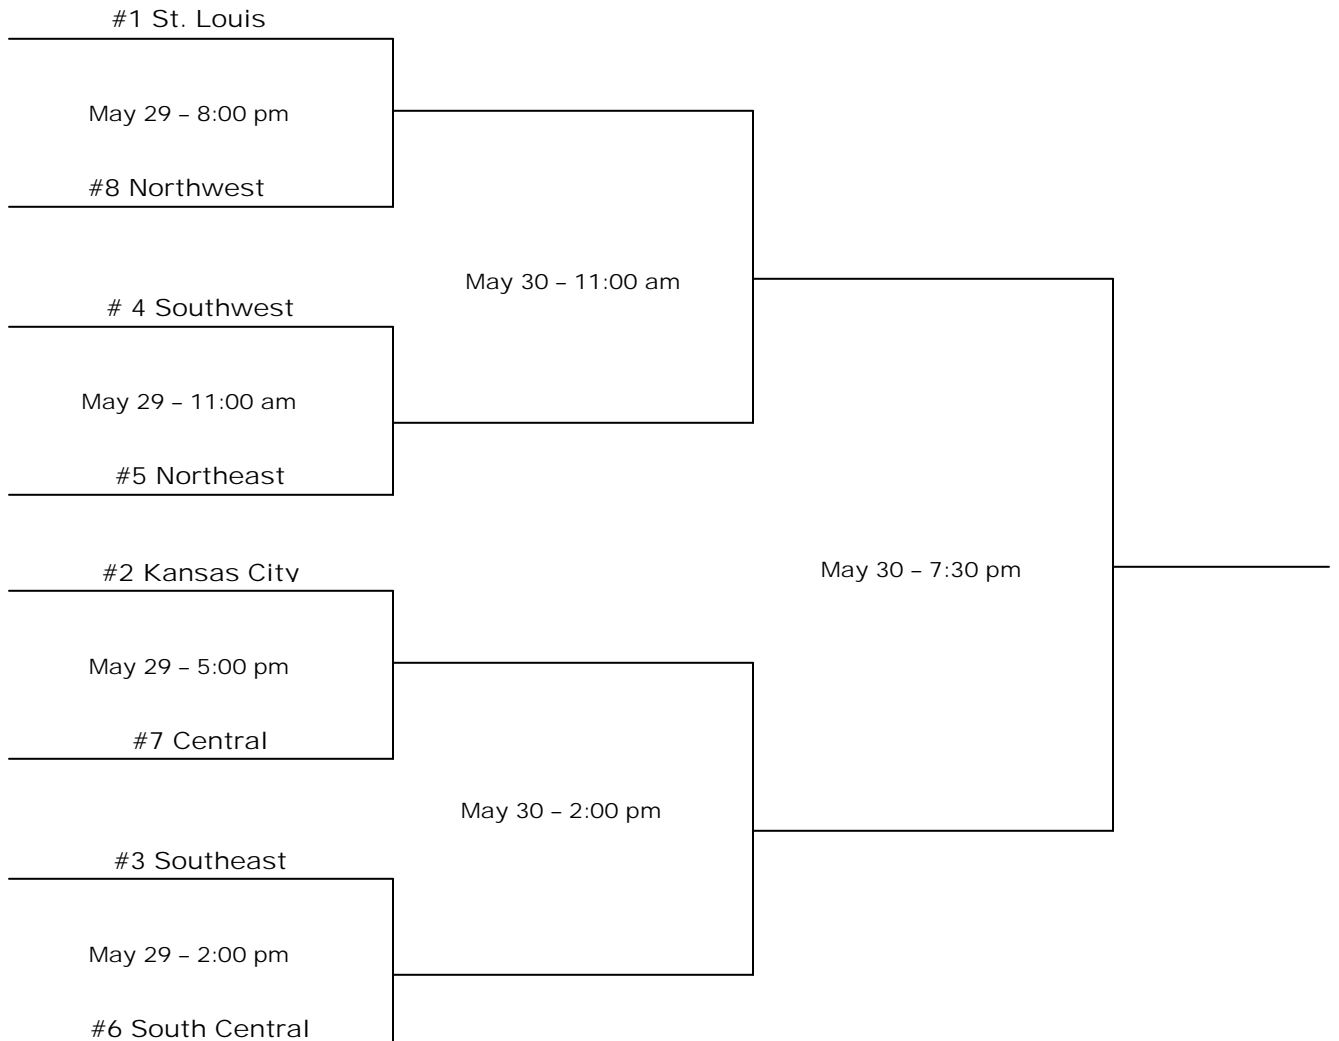 #1 St. Louis
May 29 – 8:00 pm
#8 Northwest
May 30 – 11:00 am
# 4 Southwest
May 29 – 11:00 am
#5 Northeast
May 30 – 7:30 pm
#2 Kansas City
May 29 – 5:00 pm
#7 Central
May 30 – 2:00 pm
#3 Southeast
May 29 – 2:00 pm
#6 South Central